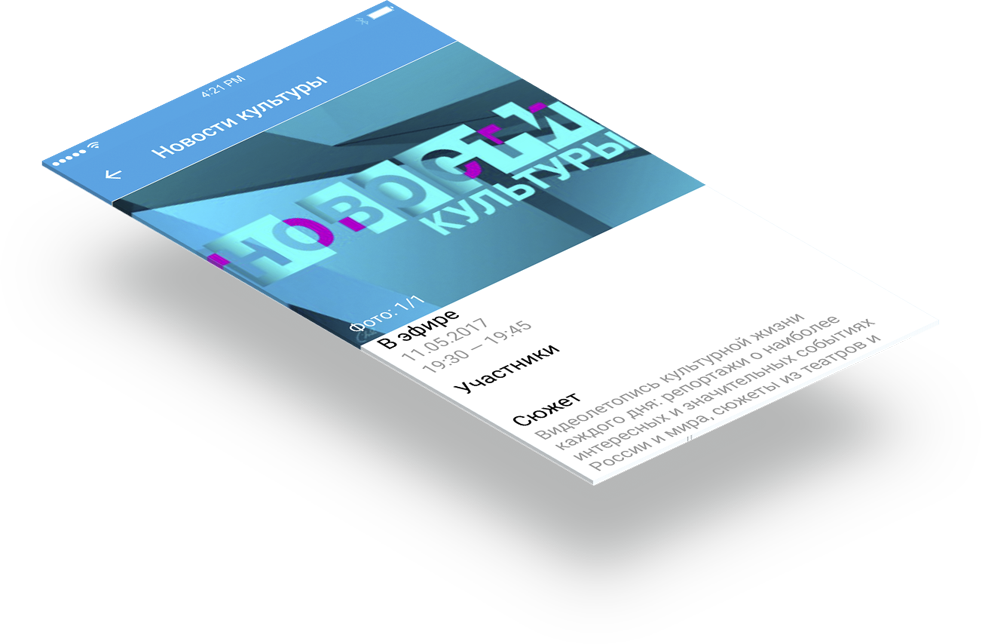 4:21 PM
Новости культуры
НОВОСТИ
КУЛЬТУРЫ
Фото: 1/1
В эфире
11.05.2017
19:30 — 19:45
Участники
Сюжет
Видеолетопись культурной жизни
каждого дня: репортажи о наиболее
интересных и значительных событиях
России и мира, сюжеты из театров и